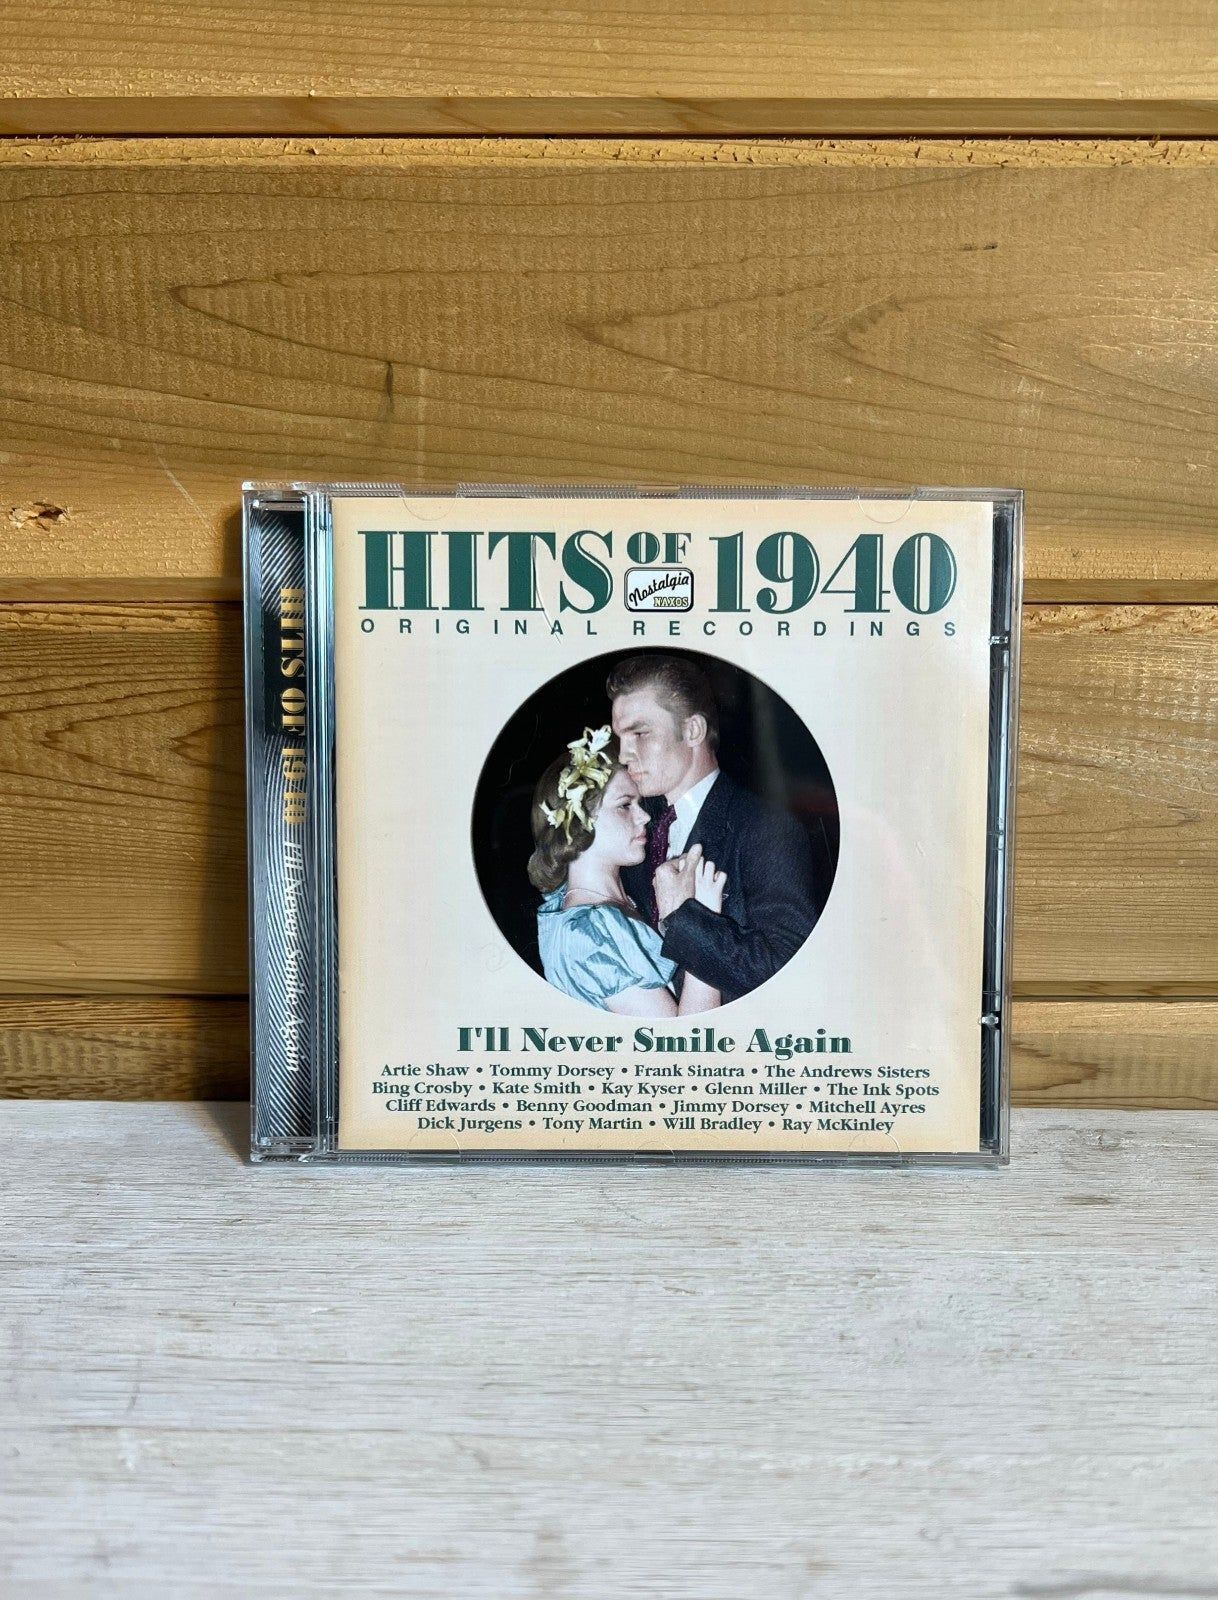 HITS OF 1940
Nostalgia
NAXOS
ORIGINAL RECORDINGS
I'll Never Smile Again
Artie Shaw • Tommy Dorsey • Frank Sinatra • The Andrews Sisters
Bing Crosby • Kate Smith • Kay Kyser • Glenn Miller • The Ink Spots
Cliff Edwards • Benny Goodman • Jimmy Dorsey • Mitchell Ayres
Dick Jurgens • Tony Martin • Will Bradley • Ray McKinley
HITS OF 1940 I'll Never Smile Again